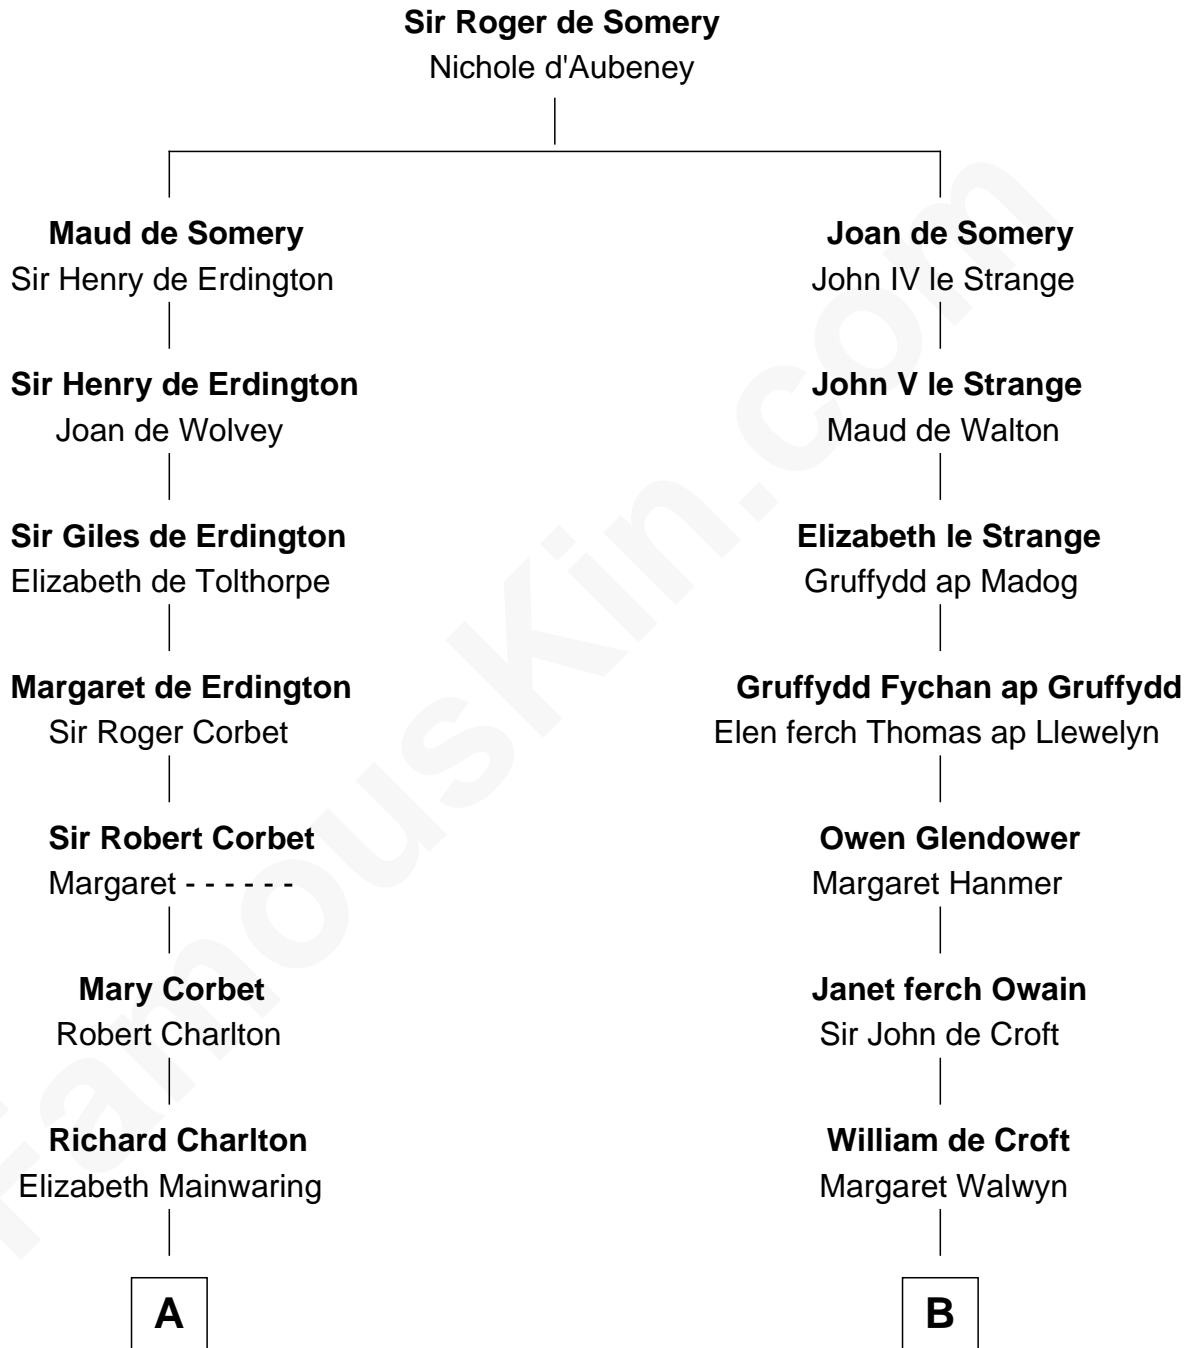 Sir Roger de Somery
Nichole d'Aubeney
Maud de Somery
Sir Henry de Erdington
Joan de Somery
John IV le Strange
Sir Henry de Erdington
Joan de Wolvey
John V le Strange
Maud de Walton
Sir Giles de Erdington
Elizabeth de Tolthorpe
Elizabeth le Strange
Gruffydd ap Madog
Margaret de Erdington
Sir Roger Corbet
Gruffydd Fychan ap Gruffydd
Elen ferch Thomas ap Llewelyn
Sir Robert Corbet
Margaret - - - - - -
Owen Glendower
Margaret Hanmer
Mary Corbet
Robert Charlton
Janet ferch Owain
Sir John de Croft
Richard Charlton
Elizabeth Mainwaring
William de Croft
Margaret Walwyn
A
B
FamousKin.com